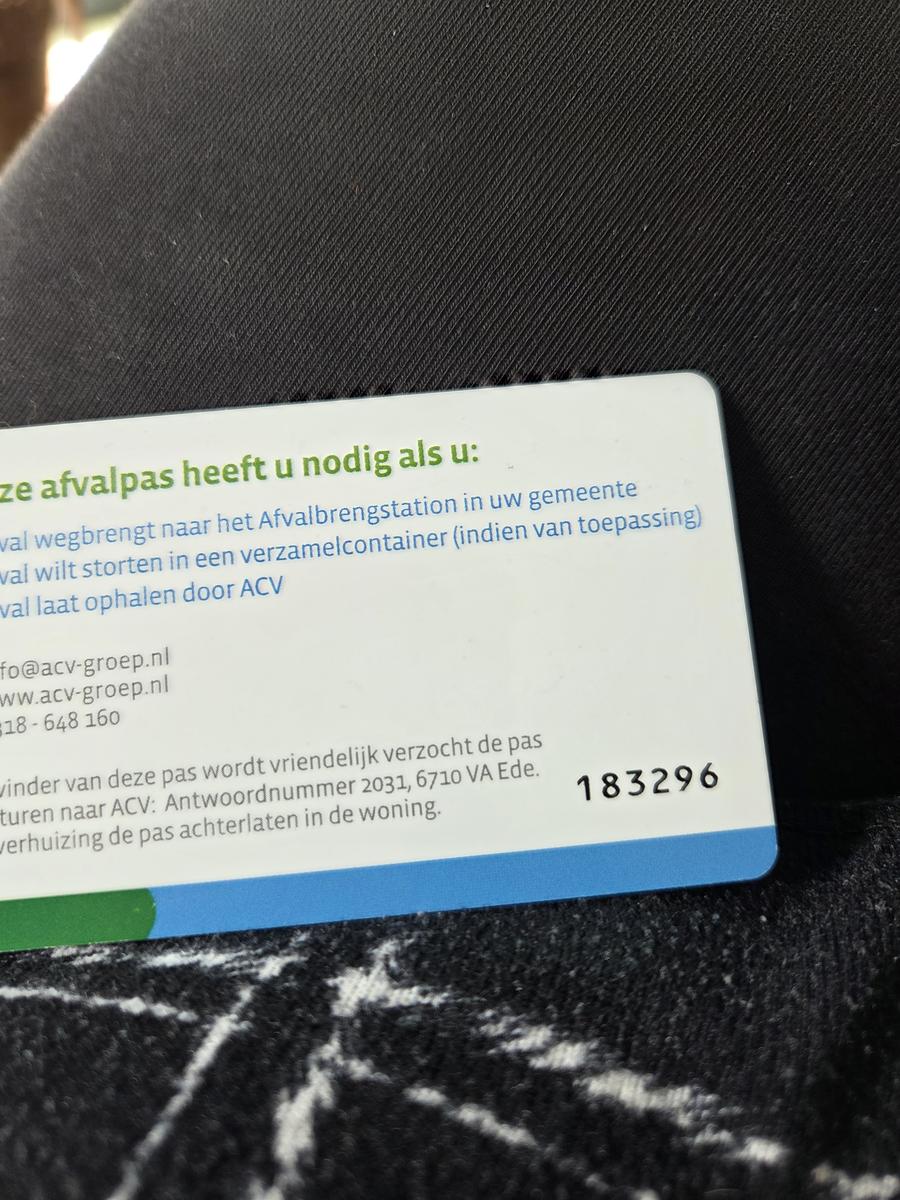 ze afvalpas heeft u nodig als u:
val wegbrengt naar het Afvalbrengstation in uw gemeente
val wilt storten in een verzamelcontainer (indien van toepassing)
val laat ophalen door ACV
fo@acv-groep.nl
ww.acv-groep.nl
318 - 648 160
vinder van deze pas wordt vriendelijk verzocht de pas
turen naar ACV: Antwoordnummer 2031, 6710 VA Ede.
verhuizing de pas achterlaten in de woning.
183296